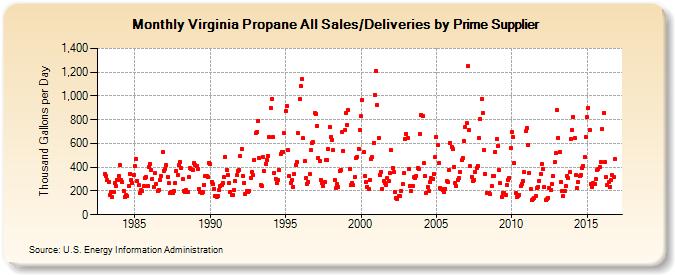 Monthly Virginia Propane All Sales/Deliveries by Prime Supplier
Thousand Gallons per Day
1,400
1,200
1,000
800
600
400
200
0
1985 1990 1995 2000 2005 2010 2015
Source: U.S. Energy Information Administration